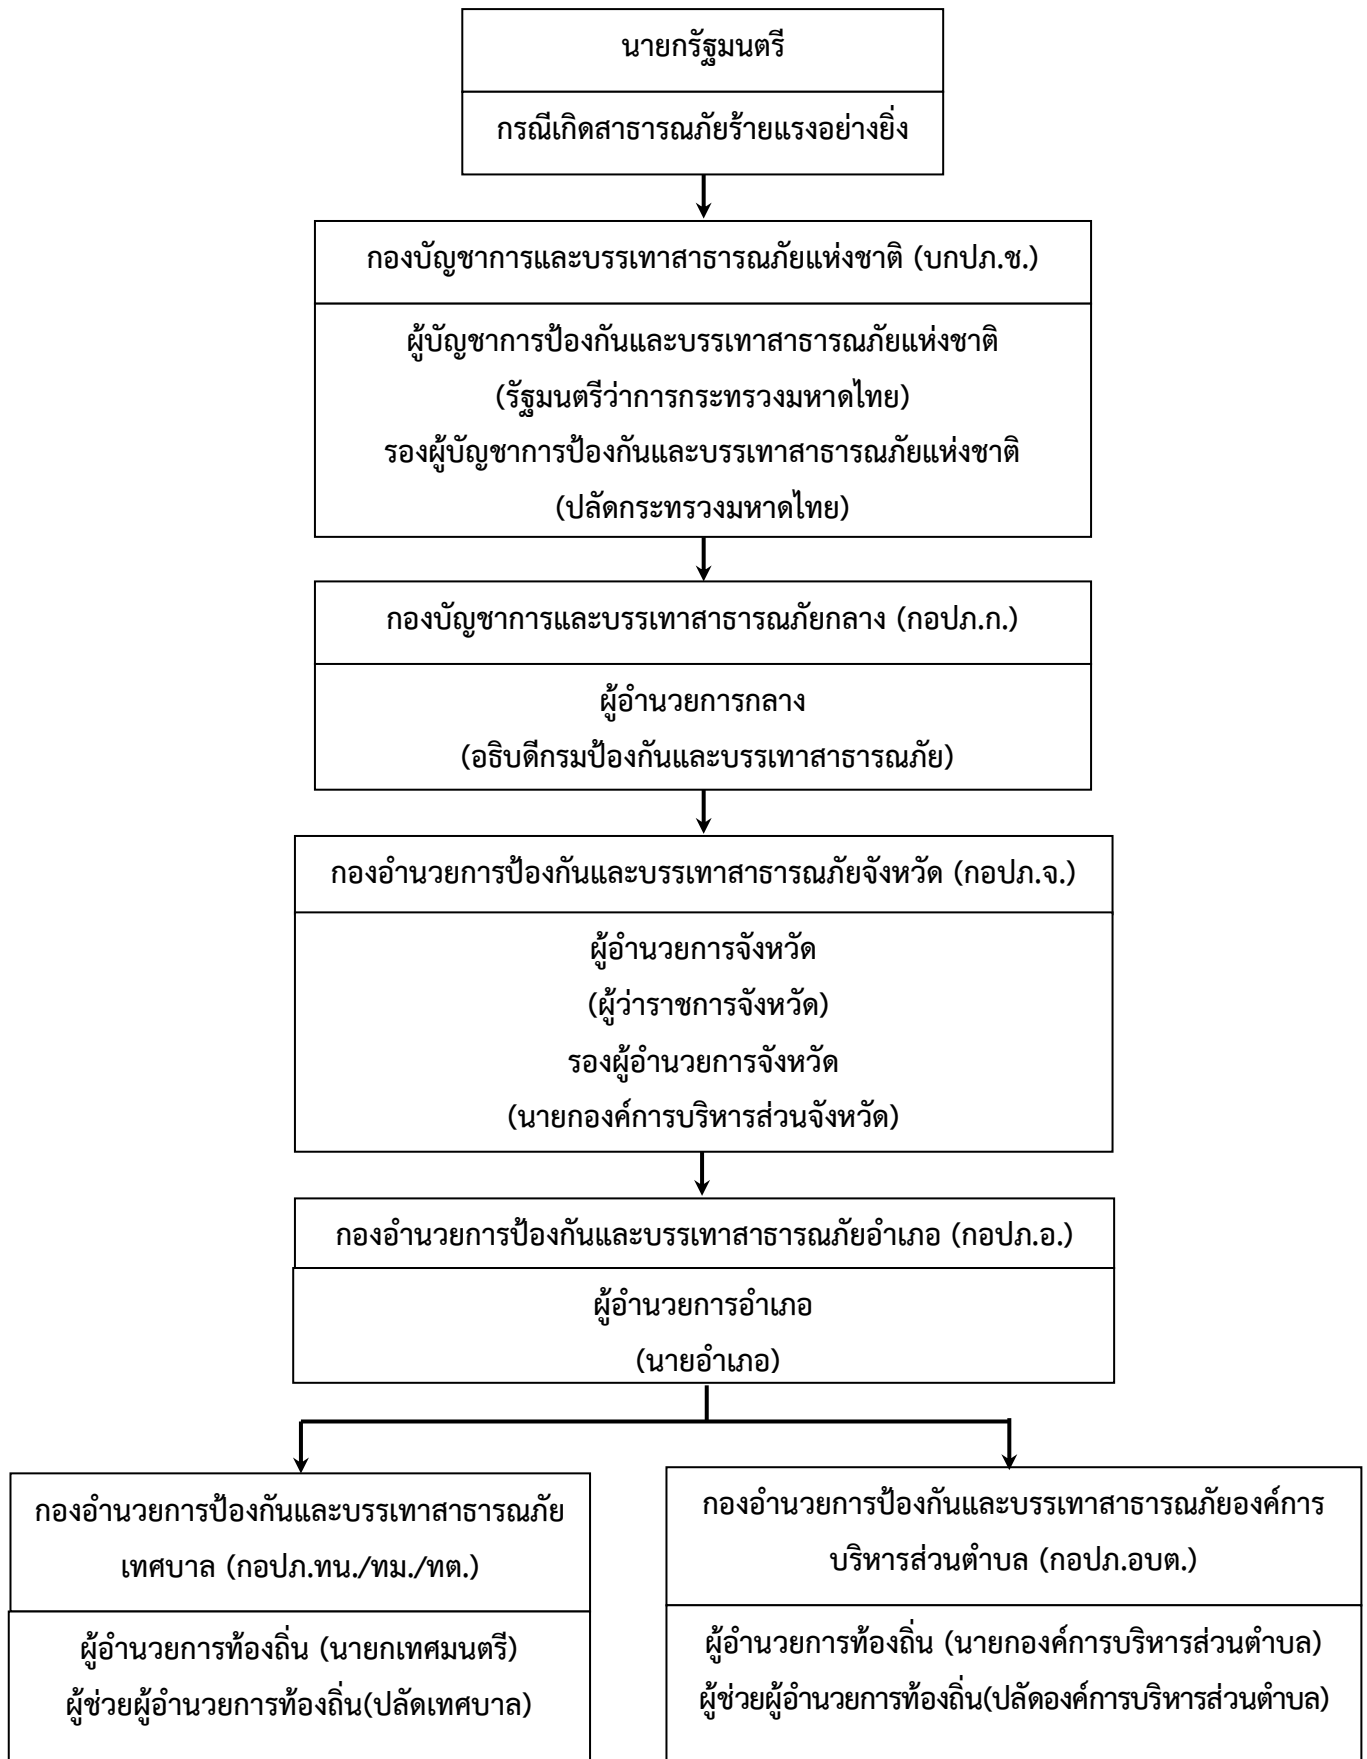 นายกรัฐมนตรี
กรณีเกิดสาธารณภัยร้ายแรงอย่างยิ่ง
กองบัญชาการและบรรเทาสาธารณภัยแห่งชาติ (บกปภ.ช.)
ผู้บัญชาการป้องกันและบรรเทาสาธารณภัยแห่งชาติ
(รัฐมนตรีว่าการกระทรวงมหาดไทย)
รองผู้บัญชาการป้องกันและบรรเทาสาธารณภัยแห่งชาติ
(ปลัดกระทรวงมหาดไทย)
กองบัญชาการและบรรเทาสาธารณภัยกลาง (กอปภ.ก.)
ผู้อำนวยการกลาง
(อธิบดีกรมป้องกันและบรรเทาสาธารณภัย)
กองอำนวยการป้องกันและบรรเทาสาธารณภัยจังหวัด (กอปภ.จ.)
ผู้อำนวยการจังหวัด
(ผู้ว่าราชการจังหวัด)
รองผู้อำนวยการจังหวัด
(นายกองค์การบริหารส่วนจังหวัด)
กองอำนวยการป้องกันและบรรเทาสาธารณภัยอำเภอ (กอปภ.อ.)
ผู้อำนวยการอำเภอ
(นายอำเภอ)
กองอำนวยการป้องกันและบรรเทาสาธารณภัย
เทศบาล (กอปภ.ทน./ทม./ทต.)
ผู้อำนวยการท้องถิ่น (นายกเทศมนตรี)
ผู้ช่วยผู้อำนวยการท้องถิ่น(ปลัดเทศบาล)
กองอำนวยการป้องกันและบรรเทาสาธารณภัยองค์การ
บริหารส่วนตำบล (กอปภ.อบต.)
ผู้อำนวยการท้องถิ่น (นายกองค์การบริหารส่วนตำบล)
ผู้ช่วยผู้อำนวยการท้องถิ่น(ปลัดองค์การบริหารส่วนตำบล)